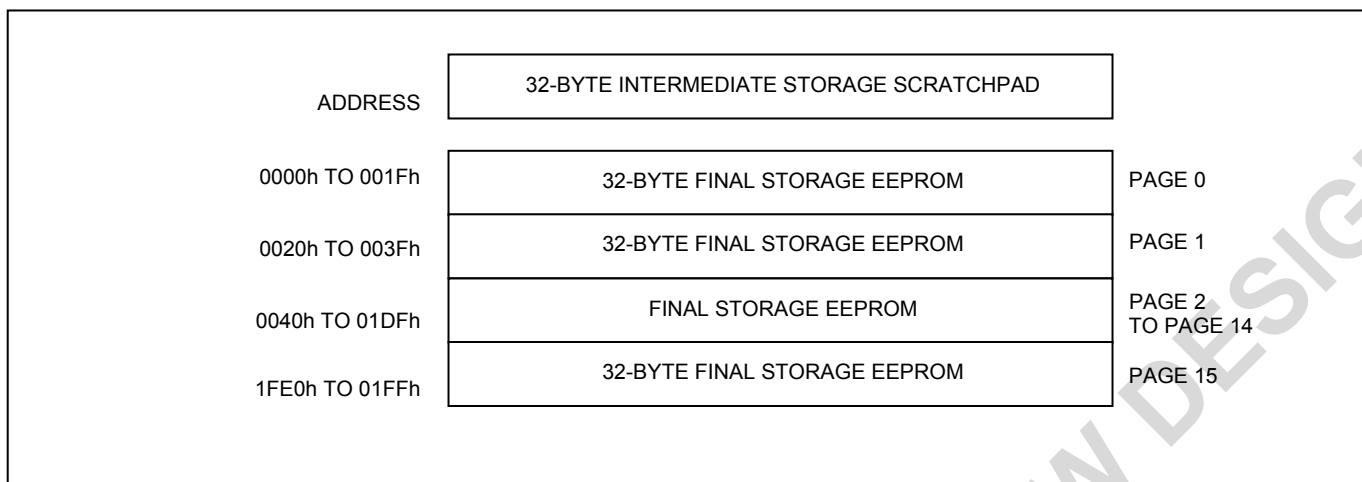 32-BYTE INTERMEDIATE STORAGE SCRATCHPAD
ADDRESS
0000h TO 001Fh 32-BYTE FINAL STORAGE EEPROM PAGE 0
0020h TO 003Fh 32-BYTE FINAL STORAGE EEPROM PAGE 1
0040h TO 01DFh FINAL STORAGE EEPROM PAGE 2
TO PAGE 14
1FE0h TO 01FFh 32-BYTE FINAL STORAGE EEPROM PAGE 15